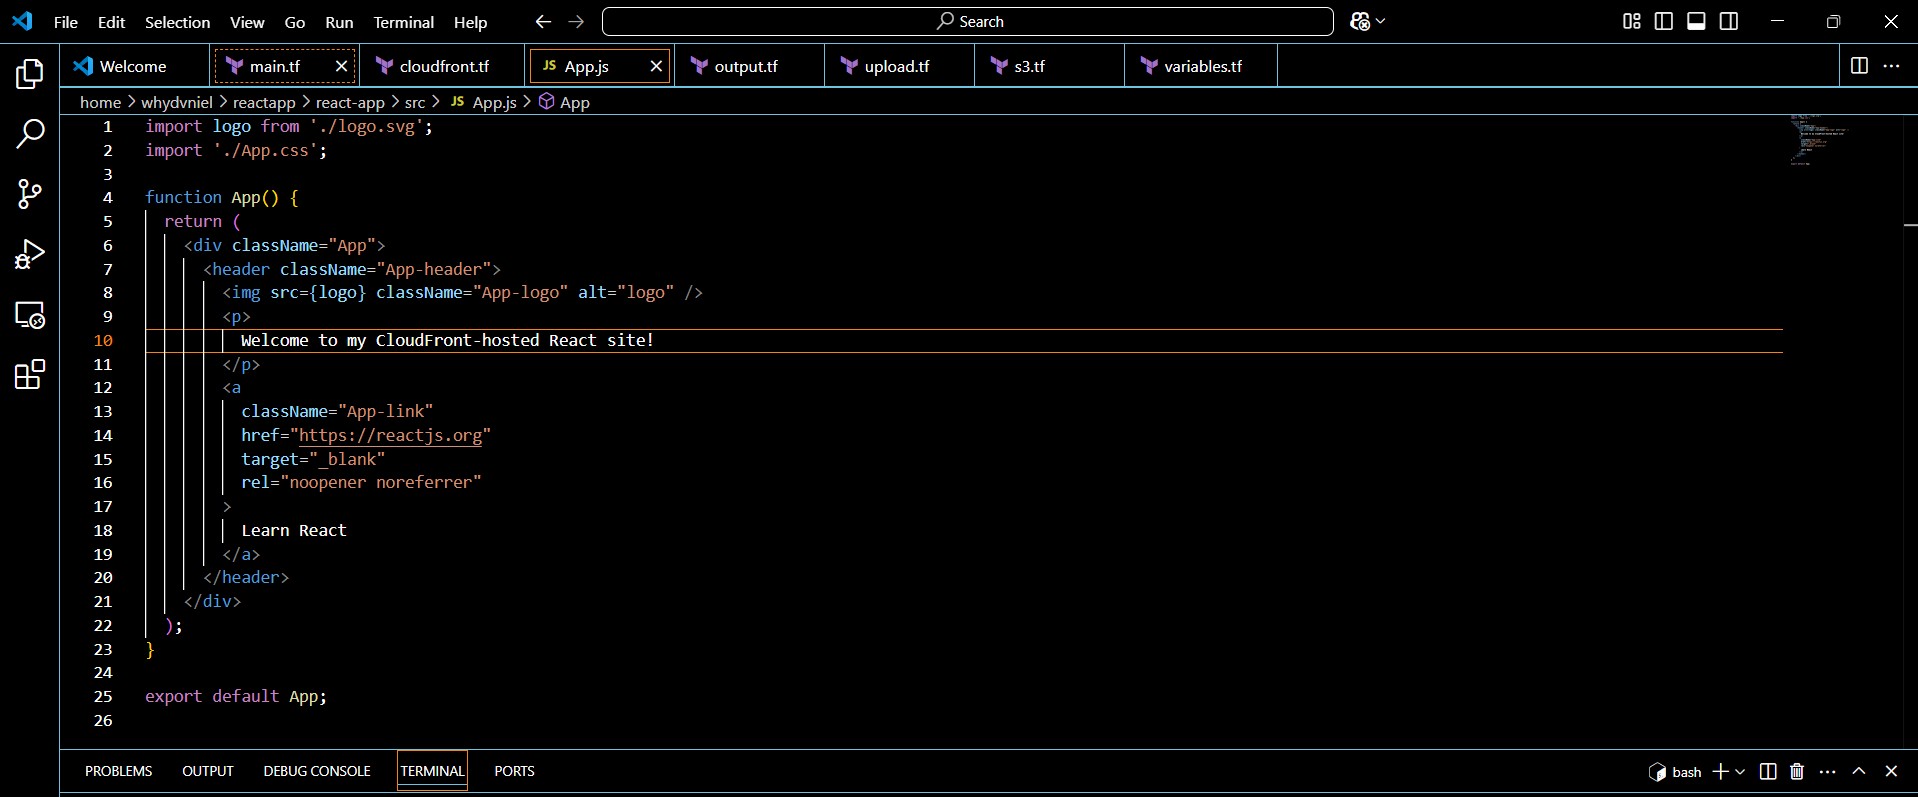 File Edit Selection View Go Run Terminal Help Search
Welcome main.tf cloudfront.tf JS App.js output.tf upload.tf s3.tf variables.tf
home > whydvniel > reactapp > react-app > src > JS App.js > App
1 import logo from './logo.svg';
2 import './App.css';
3
4 function App() {
5 return (
6 <div className="App">
7 <header className="App-header">
8 <img src={logo} className="App-logo" alt="logo" />
9 <p>
10 Welcome to my CloudFront-hosted React site!
11 </p>
12 <a
13 className="App-link"
14 href="https://reactjs.org"
15 target="_blank"
16 rel="noopener noreferrer"
17 >
18 Learn React
19 </a>
20 </header>
21 </div>
22 );
23 }
24
25 export default App;
26
PROBLEMS OUTPUT DEBUG CONSOLE TERMINAL PORTS bash